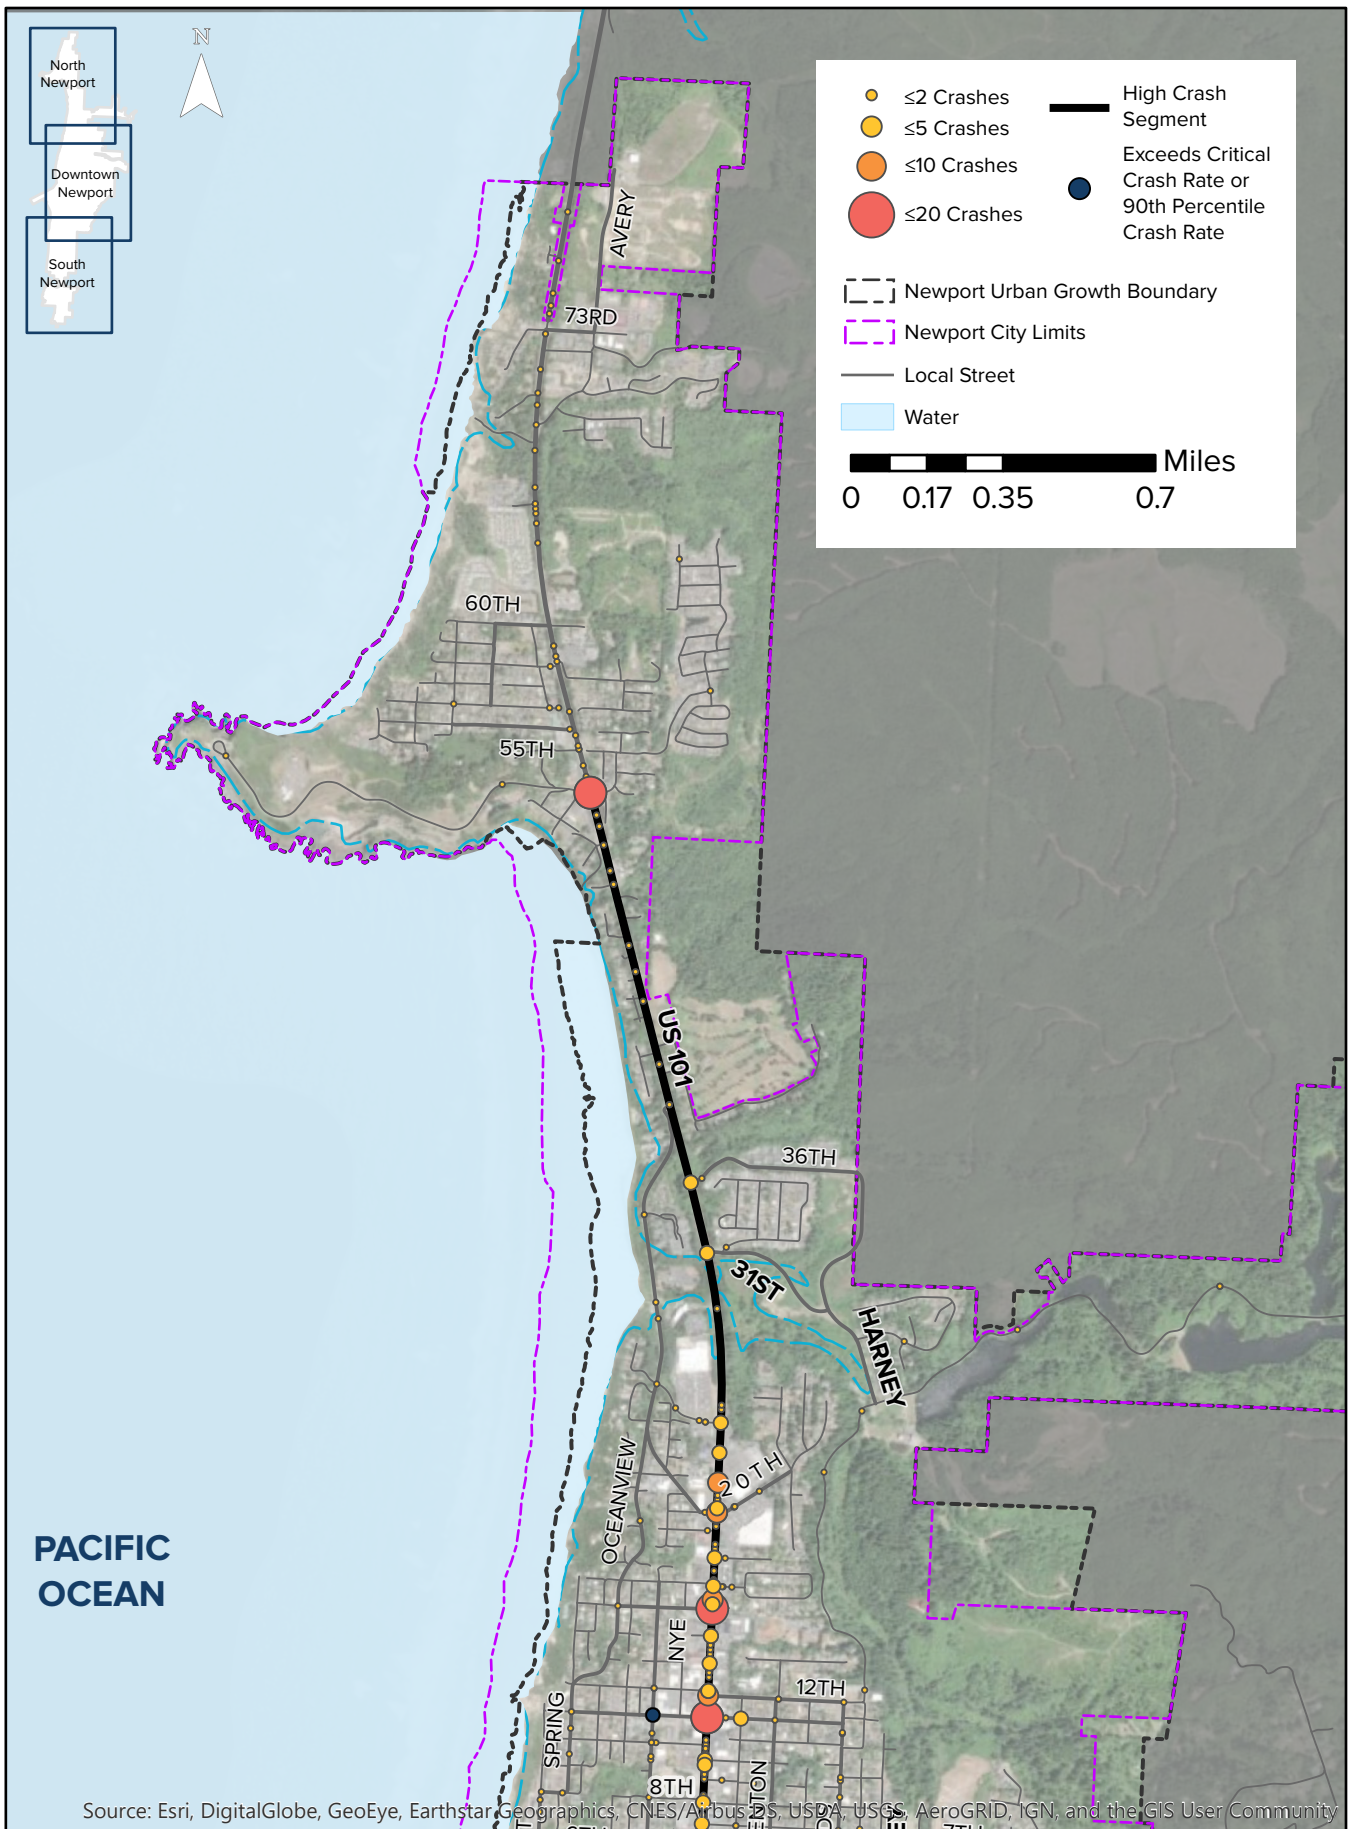 North
Newport
Downtown
Newport
South
Newport
N
≤2 Crashes
≤5 Crashes
≤10 Crashes
≤20 Crashes
High Crash
Segment
Exceeds Critical
Crash Rate or
90th Percentile
Crash Rate
Newport Urban Growth Boundary
Newport City Limits
Local Street
Water
Miles
0 0.17 0.35 0.7
AVERY
73RD
60TH
55TH
US 101
36TH
31ST
HARNEY
20TH
OCEANVIEW
PACIFIC
OCEAN
NYE
12TH
SPRING
8TH
ENTON
Source: Esri, DigitalGlobe, GeoEye, Earthstar Geographics, CNES/Airbus DS, USDA, USGS, AeroGRID, IGN, and the GIS User Community
7TH